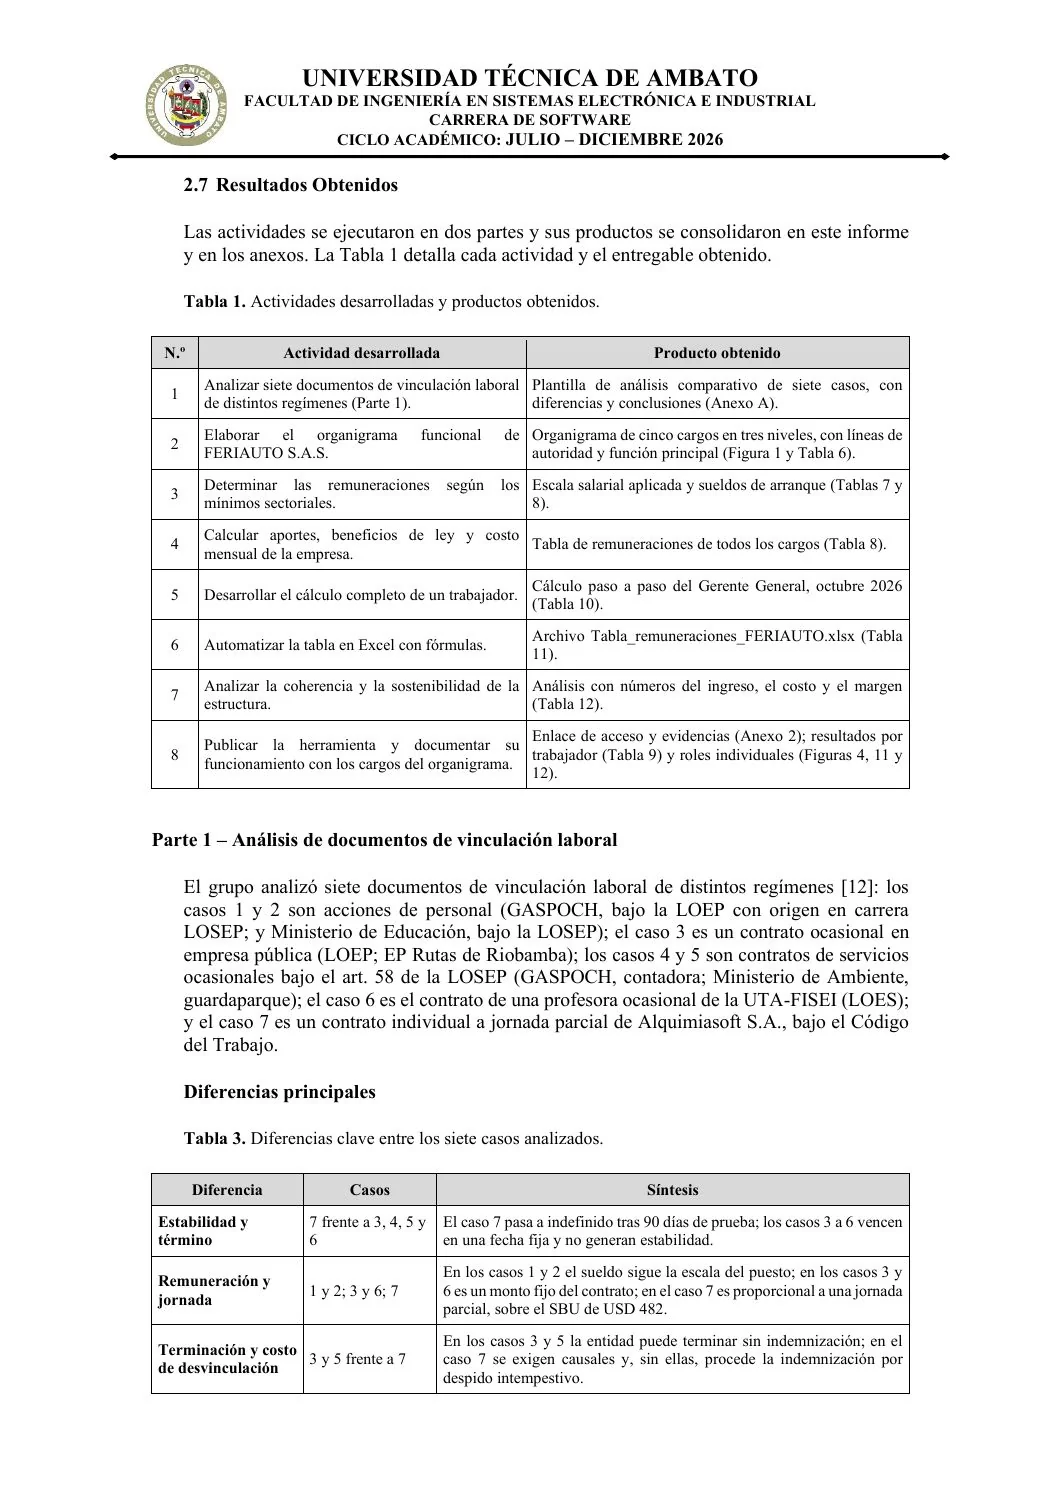 UNIVERSIDAD TÉCNICA DE AMBATO
FACULTAD DE INGENIERÍA EN SISTEMAS ELECTRÓNICA E INDUSTRIAL
CARRERA DE SOFTWARE
CICLO ACADÉMICO: JULIO – DICIEMBRE 2026
UNIVERSIDAD TÉCNICA DE AMBATO
2.7 Resultados Obtenidos
Las actividades se ejecutaron en dos partes y sus productos se consolidaron en este informe
y en los anexos. La Tabla 1 detalla cada actividad y el entregable obtenido.
Tabla 1. Actividades desarrolladas y productos obtenidos.
N.º Actividad desarrollada Producto obtenido
1 Analizar siete documentos de vinculación laboral de distintos regímenes (Parte 1). Plantilla de análisis comparativo de siete casos, con diferencias y conclusiones (Anexo A).
2 Elaborar el organigrama funcional de FERIAUTO S.A.S. Organigrama de cinco cargos en tres niveles, con líneas de autoridad y función principal (Figura 1 y Tabla 6).
3 Determinar las remuneraciones según los mínimos sectoriales. Escala salarial aplicada y sueldos de arranque (Tablas 7 y 8).
4 Calcular aportes, beneficios de ley y costo mensual de la empresa. Tabla de remuneraciones de todos los cargos (Tabla 8).
5 Desarrollar el cálculo completo de un trabajador. Cálculo paso a paso del Gerente General, octubre 2026 (Tabla 10).
6 Automatizar la tabla en Excel con fórmulas. Archivo Tabla_remuneraciones_FERIAUTO.xlsx (Tabla 11).
7 Analizar la coherencia y la sostenibilidad de la estructura. Análisis con números del ingreso, el costo y el margen (Tabla 12).
8 Publicar la herramienta y documentar su funcionamiento con los cargos del organigrama. Enlace de acceso y evidencias (Anexo 2); resultados por trabajador (Tabla 9) y roles individuales (Figuras 4, 11 y 12).
Parte 1 – Análisis de documentos de vinculación laboral
El grupo analizó siete documentos de vinculación laboral de distintos regímenes [12]: los
casos 1 y 2 son acciones de personal (GASPOCH, bajo la LOEP con origen en carrera
LOSEP; y Ministerio de Educación, bajo la LOSEP); el caso 3 es un contrato ocasional en
empresa pública (LOEP; EP Rutas de Riobamba); los casos 4 y 5 son contratos de servicios
ocasionales bajo el art. 58 de la LOSEP (GASPOCH, contadora; Ministerio de Ambiente,
guardaparque); el caso 6 es el contrato de una profesora ocasional de la UTA-FISEI (LOES);
y el caso 7 es un contrato individual a jornada parcial de Alquimiasoft S.A., bajo el Código
del Trabajo.
Diferencias principales
Tabla 3. Diferencias clave entre los siete casos analizados.
Diferencia Casos Síntesis
Estabilidad y término 7 frente a 3, 4, 5 y 6 El caso 7 pasa a indefinido tras 90 días de prueba; los casos 3 a 6 vencen en una fecha fija y no generan estabilidad.
Remuneración y jornada 1 y 2; 3 y 6; 7 En los casos 1 y 2 el sueldo sigue la escala del puesto; en los casos 3 y 6 es un monto fijo del contrato; en el caso 7 es proporcional a una jornada parcial, sobre el SBU de USD 482.
Terminación y costo de desvinculación 3 y 5 frente a 7 En los casos 3 y 5 la entidad puede terminar sin indemnización; en el caso 7 se exigen causales y, sin ellas, procede la indemnización por despido intempestivo.